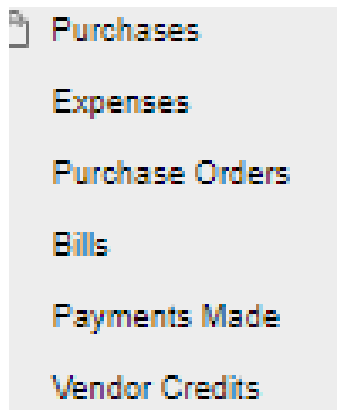 Purchases
Expenses
Purchase Orders
Bills
Payments Made
Vendor Credits